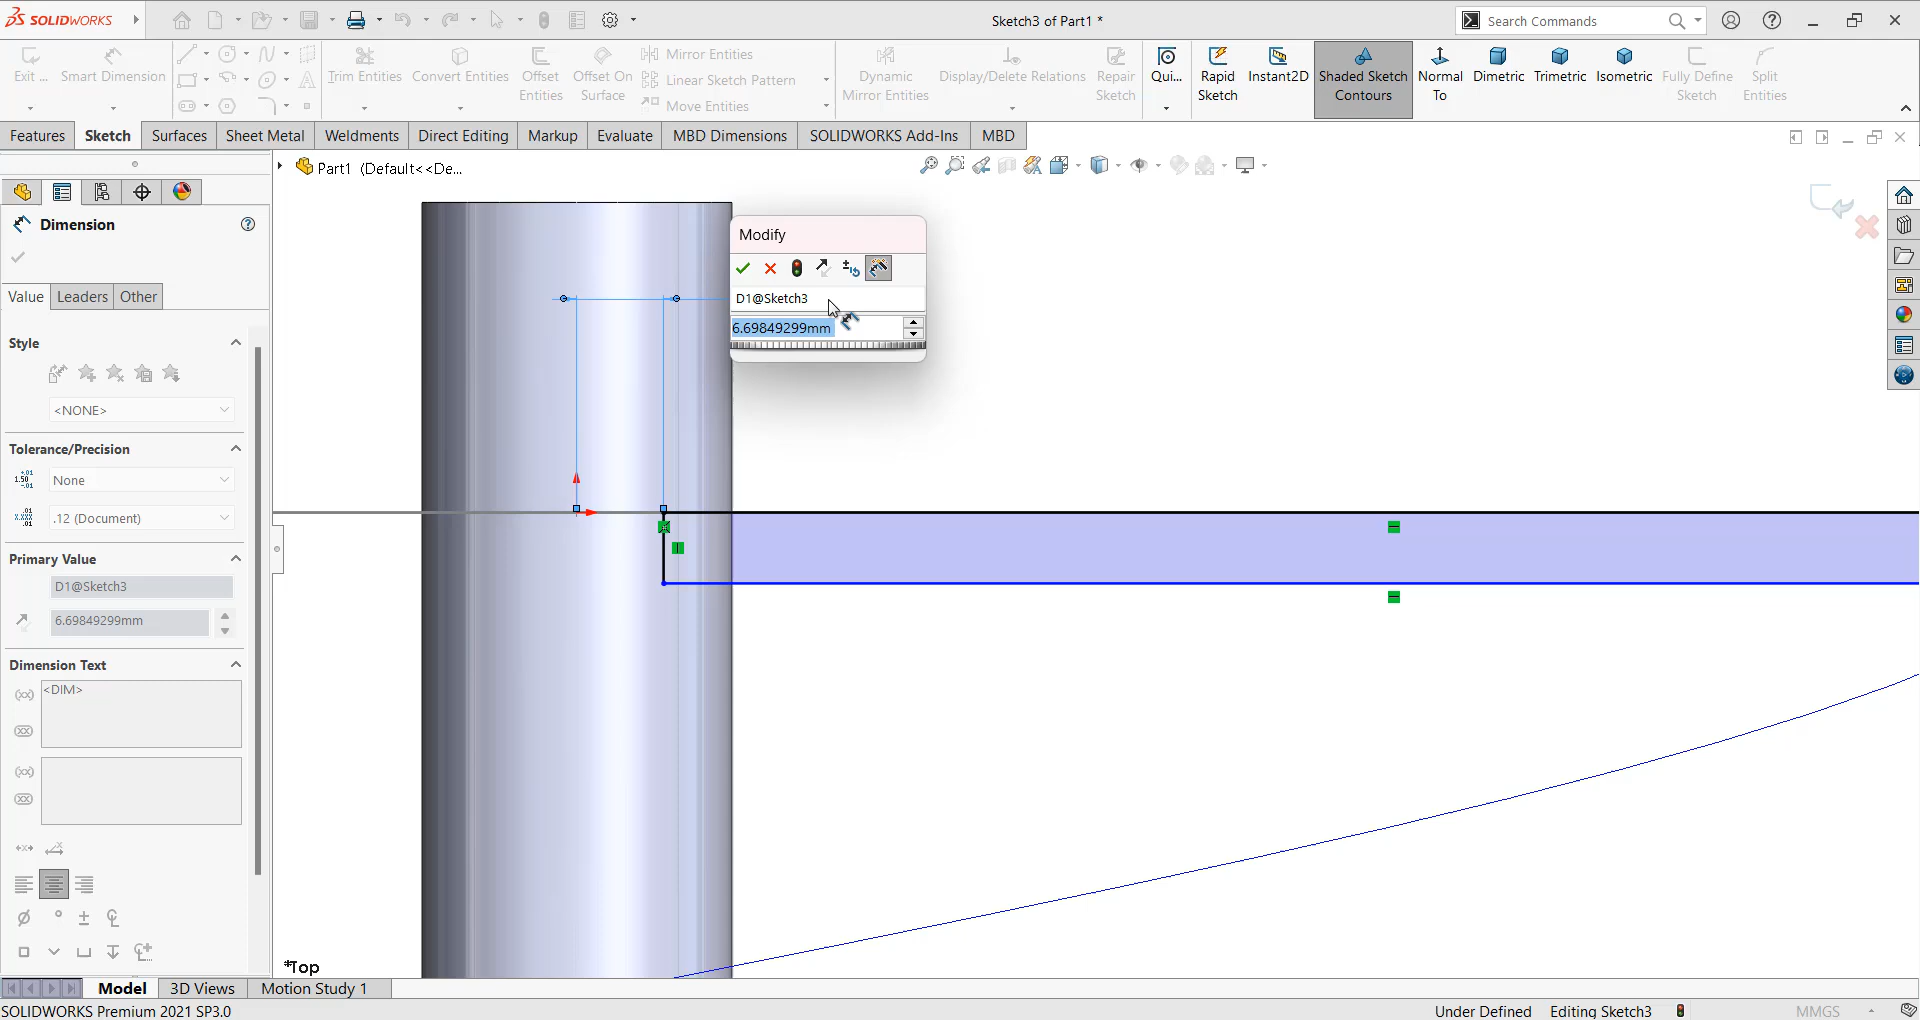 SOLIDWORKS
Sketch3 of Part1 *
Search Commands
Exit ...
Smart Dimension
Trim Entities
Convert Entities
Offset Entities
Offset On Surface
Mirror Entities
Linear Sketch Pattern
Move Entities
Dynamic Mirror Entities
Display/Delete Relations
Repair Sketch
Qui...
Rapid Sketch
Instant2D
Shaded Sketch Contours
Normal To
Dimetric
Trimetric
Isometric
Fully Define Sketch
Split Entities
Features
Sketch
Surfaces
Sheet Metal
Weldments
Direct Editing
Markup
Evaluate
MBD Dimensions
SOLIDWORKS Add-Ins
MBD
Part1 (Default<<De...
Dimension
Value
Leaders
Other
Style
<NONE>
Tolerance/Precision
None
.12 (Document)
Primary Value
D1@Sketch3
6.69849299mm
Dimension Text
<DIM>
Modify
D1@Sketch3
6.69849299mm
*Top
Model
3D Views
Motion Study 1
SOLIDWORKS Premium 2021 SP3.0
Under Defined
Editing Sketch3
MMGS